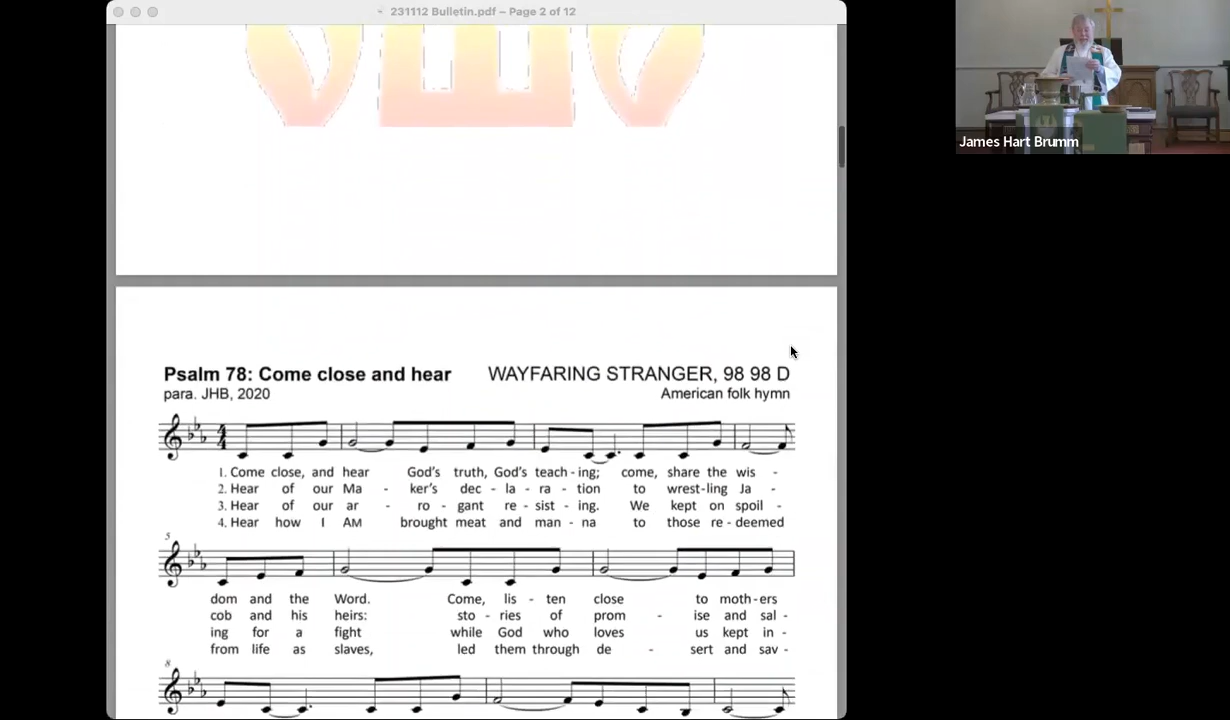 231112 Bulletin.pdf – Page 2 of 12
James Hart Brumm
Psalm 78: Come close and hear WAYFARING STRANGER, 98 98 D
para. JHB, 2020 American folk hymn
1. Come close, and hear God's truth, God's teach - ing; come, share the wis -
2. Hear of our Ma - ker's dec - la - ra - tion to wrest - ling Ja -
3. Hear of our ar - ro - gant re - sist - ing. We kept on spoil -
4. Hear how I AM brought meat and man - na to those re - deemed
5
dom and the Word. Come, lis - ten close to moth - ers
cob and his heirs: sto - ries of prom - ise and sal -
ing for a fight while God who loves us kept in -
from life as slaves, led them through de - sert and sav -
8